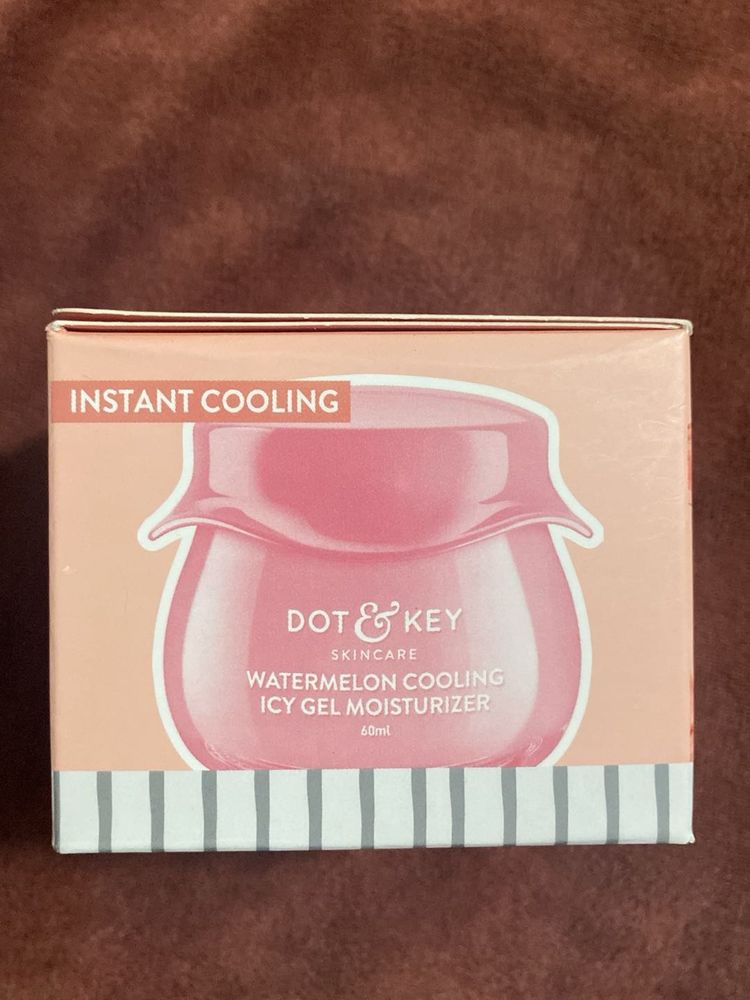 INSTANT COOLING
DOT & KEY
SKINCARE
WATERMELON COOLING
ICY GEL MOISTURIZER
60ml